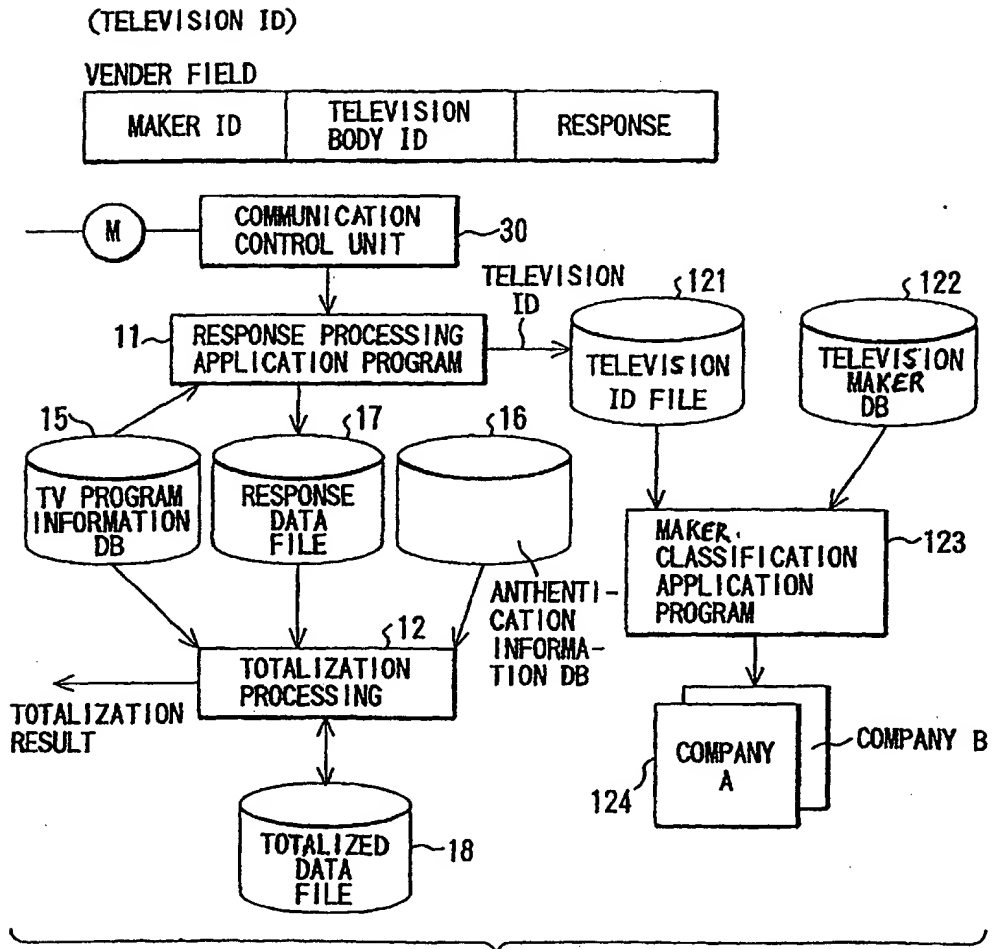 (TELEVISION ID)
VENDER FIELD
MAKER ID
TELEVISION
BODY ID
RESPONSE
M
COMMUNICATION
CONTROL UNIT
30
TELEVISION
ID
121
122
11
RESPONSE PROCESSING
APPLICATION PROGRAM
TELEVISION
ID FILE
TELEVISION
MAKER
DB
15
17
16
TV PROGRAM
INFORMATION
DB
RESPONSE
DATA
FILE
MAKER.
CLASSIFICATION
APPLICATION
PROGRAM
123
ANTHENTI-
CATION
INFORMA-
TION DB
12
TOTALIZATION
PROCESSING
TOTALIZATION
RESULT
COMPANY
A
COMPANY B
124
TOTALIZED
DATA
FILE
18